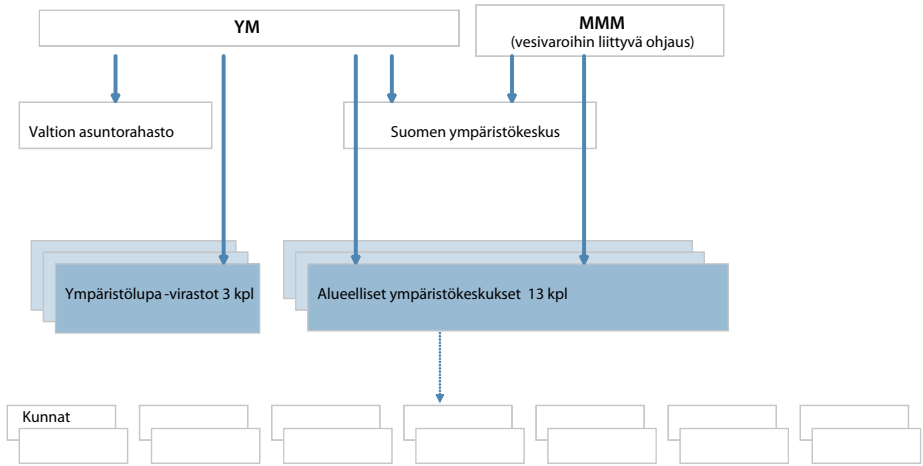 YM
MMM
(vesivaroihin liittyvä ohjaus)
Valtion asuntorahasto
Suomen ympäristökeskus
Ympäristölupa -virastot 3 kpl
Alueelliset ympäristökeskukset 13 kpl
Kunnat